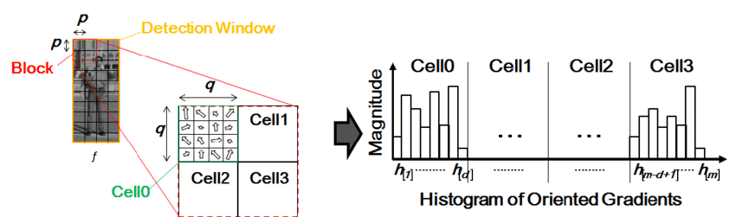 p
Detection Window
p
Block
f
q
q
Cell1
Cell0
Cell2
Cell3
Magnitude
Cell0
Cell1
Cell2
Cell3
...
...
h[1] ........ h[d]
........
........
h[m-d+1] ........ h[m]
Histogram of Oriented Gradients